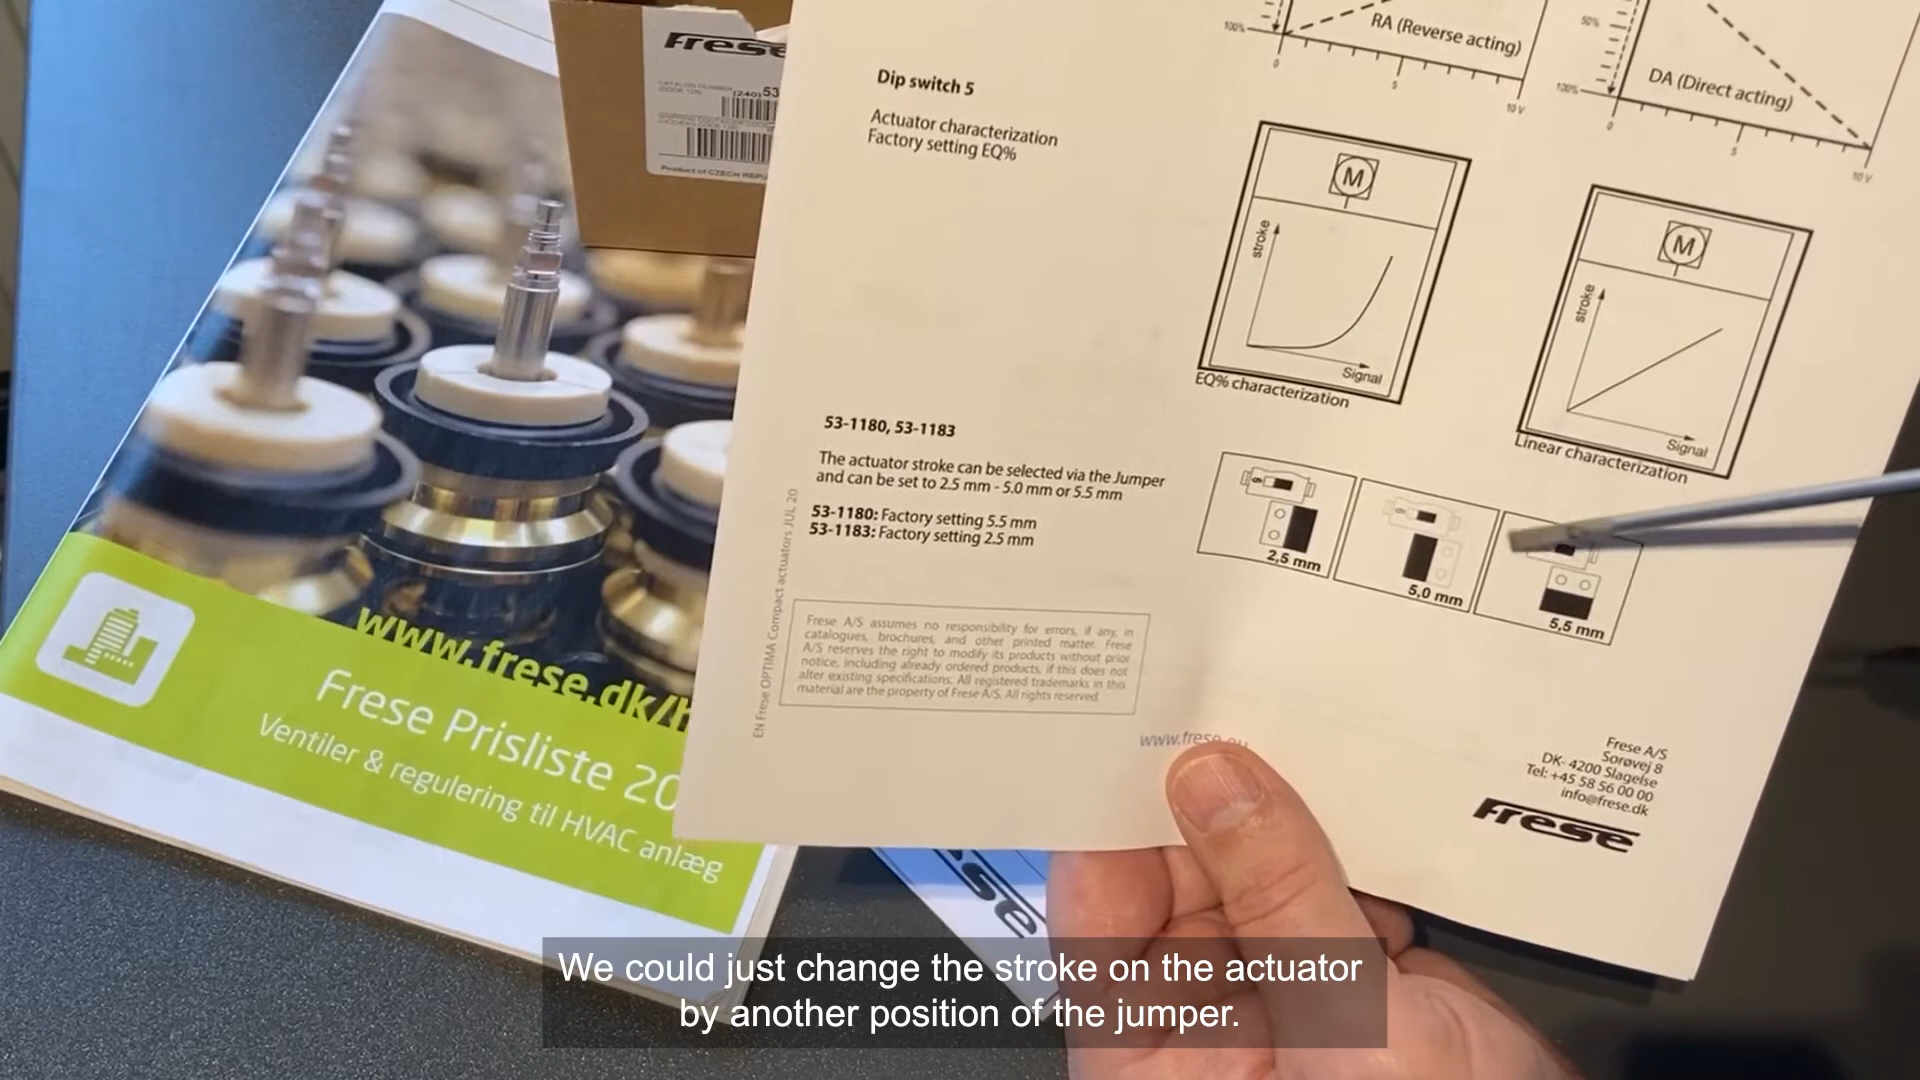 Frese
(240)53
Product of CZECH REPU
www.frese.dk/h
Frese Prisliste 20
Ventiler & regulering til HVAC anlæg
100%
RA (Reverse acting)
0
5
10 V
50%
100%
DA (Direct acting)
0
5
10 V
Dip switch 5
Actuator characterization
Factory setting EQ%
M
stroke
Signal
EQ% characterization
M
stroke
Signal
Linear characterization
53-1180, 53-1183
The actuator stroke can be selected via the Jumper
and can be set to 2.5 mm - 5.0 mm or 5.5 mm
53-1180: Factory setting 5.5 mm
53-1183: Factory setting 2.5 mm
2,5 mm
5,0 mm
5,5 mm
EN Frese OPTIMA Compact actuators JUL 20
Frese A/S assumes no responsibility for errors, if any, in
catalogues, brochures, and other printed matter. Frese
A/S reserves the right to modify its products without prior
notice, including already ordered products, if this does not
alter existing specifications. All registered trademarks in this
material are the property of Frese A/S. All rights reserved.
www.frese.eu
Frese A/S
Sorøvej 8
DK- 4200 Slagelse
Tel: +45 58 56 00 00
info@frese.dk
Frese
ese
We could just change the stroke on the actuator
by another position of the jumper.